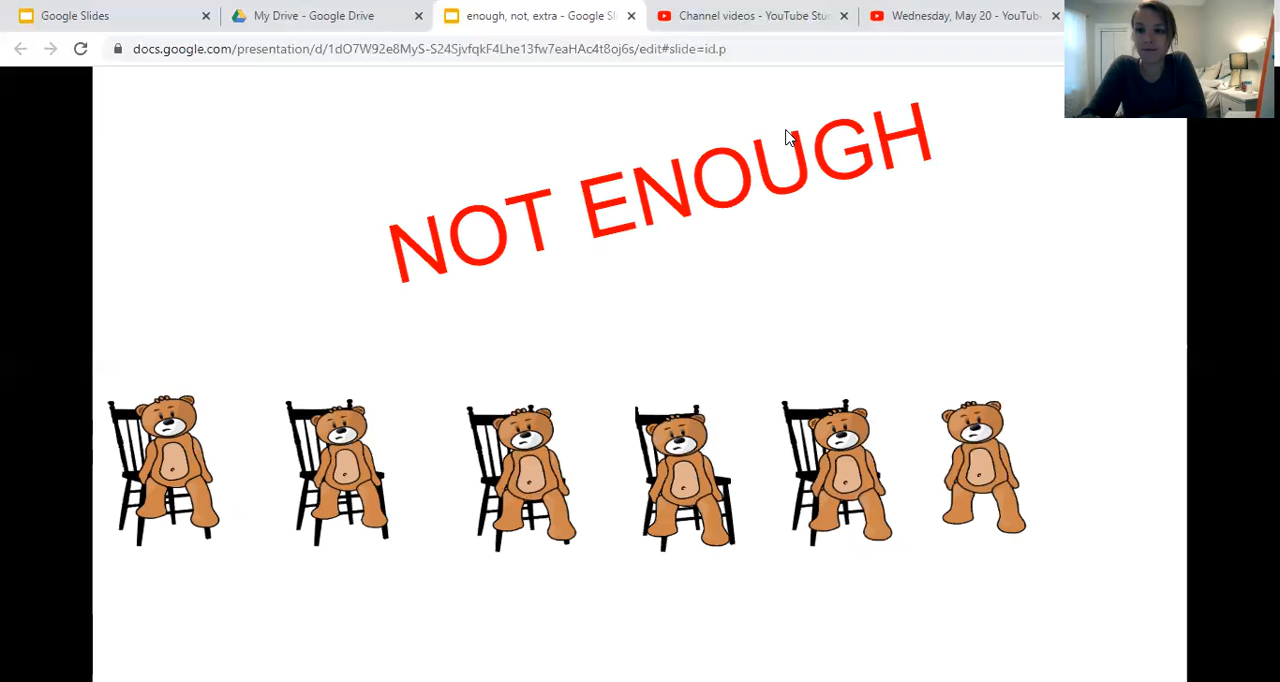 Google Slides
My Drive - Google Drive
enough, not, extra - Google Sl
Channel videos - YouTube Stu
Wednesday, May 20 - YouTub
docs.google.com/presentation/d/1dO7W92e8MyS-S24SjvfqkF4Lhe13fw7eaHAc4t8oj6s/edit#slide=id.p
NOT ENOUGH